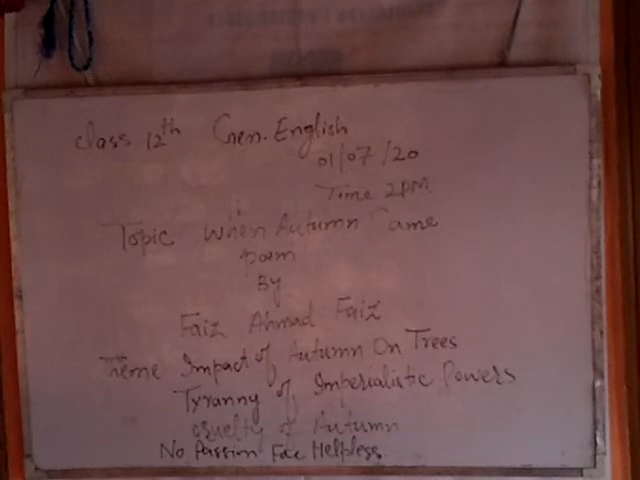 Class 12th Gen. English
01/07/20
Time 2pm
Topic When Autumn Came
poem
By
Faiz Ahmad Faiz
Theme Impact of Autumn On Trees
Tyranny of Imperialistic Powers
cruelty of Autumn
No Passion For Helpless